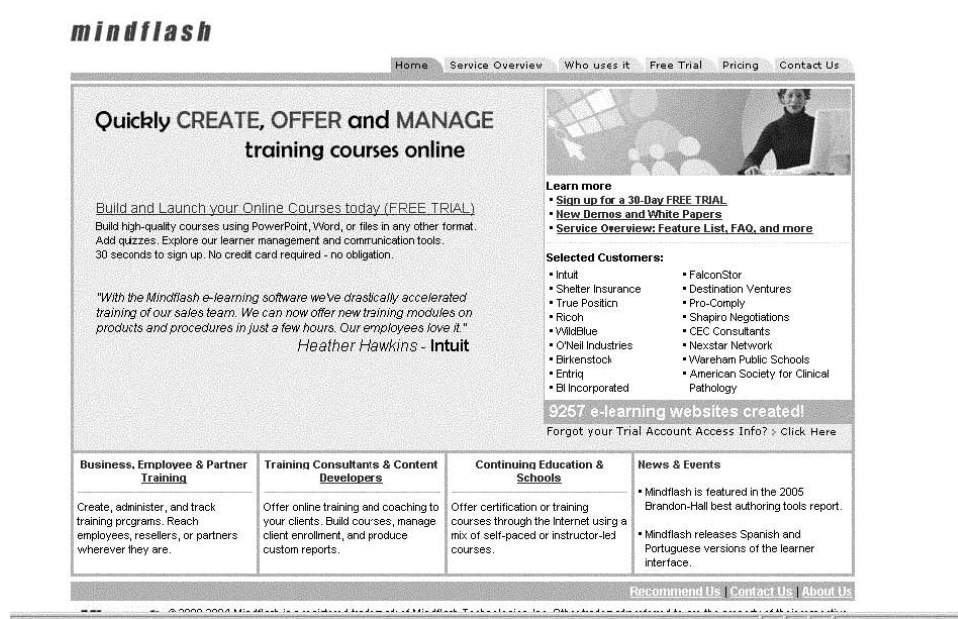 mindflash
Home Service Overview Who uses it Free Trial Pricing Contact Us
Quickly CREATE, OFFER and MANAGE
training courses online
Build and Launch your Online Courses today (FREE TRIAL)
Build high-quality courses using PowerPoint, Word, or files in any other format.
Add quizzes. Explore our learner management and communication tools.
30 seconds to sign up. No credit card required - no obligation.
"With the Mindflash e-learning software we've drastically accelerated
training of our sales team. We can now offer new training modules on
products and procedures in just a few hours. Our employees love it."
Heather Hawkins - Intuit
Learn more
▪ Sign up for a 30-Day FREE TRIAL
▪ New Demos and White Papers
▪ Service Overview: Feature List, FAQ, and more
Selected Customers:
▪ Intuit
▪ Shelter Insurance
▪ True Position
▪ Ricoh
▪ WildBlue
▪ O'Neil Industries
▪ Birkenstock
▪ Entriq
▪ BI Incorporated
▪ FalconStor
▪ Destination Ventures
▪ Pro-Comply
▪ Shapiro Negotiations
▪ CEC Consultants
▪ Nexstar Network
▪ Wareham Public Schools
▪ American Society for Clinical
Pathology
9257 e-learning websites created!
Forgot your Trial Account Access Info? > Click Here
Business, Employee & Partner
Training
Create, administer, and track
training programs. Reach
employees, resellers, or partners
wherever they are.
Training Consultants & Content
Developers
Offer online training and coaching to
your clients. Build courses, manage
client enrollment, and produce
custom reports.
Continuing Education &
Schools
Offer certification or training
courses through the Internet using a
mix of self-paced or instructor-led
courses.
News & Events
▪ Mindflash is featured in the 2005
Brandon-Hall best authoring tools report.
▪ Mindflash releases Spanish and
Portuguese versions of the learner
interface.
Recommend Us | Contact Us | About Us